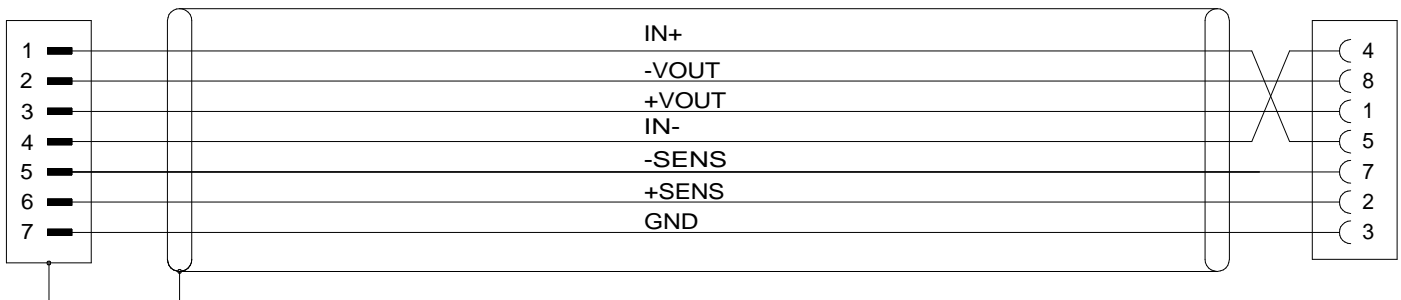 IN+
1 4
-VOUT
2 8
+VOUT
3 1
IN-
4 5
-SENS
5 7
+SENS
6 2
GND
7 3